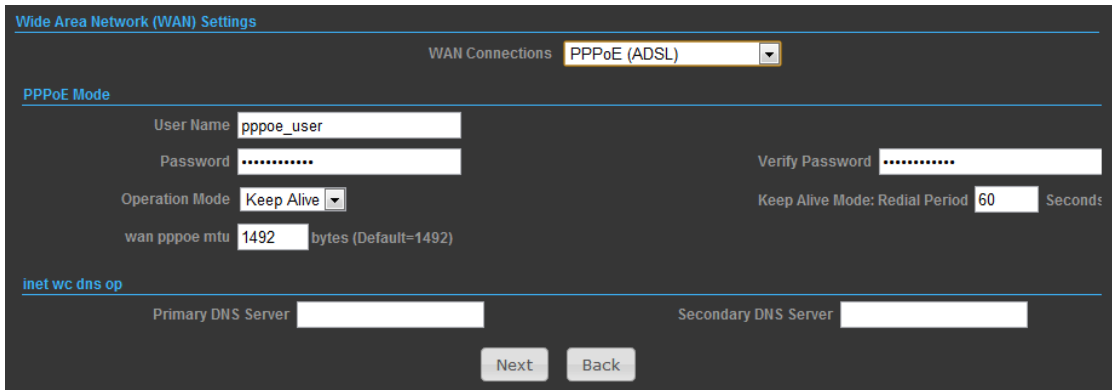 Wide Area Network (WAN) Settings
WAN Connections PPPoE (ADSL)
PPPoE Mode
User Name pppoe_user
Password ••••••••••••
Verify Password ••••••••••••
Operation Mode Keep Alive
Keep Alive Mode: Redial Period 60 Seconds
wan pppoe mtu 1492 bytes (Default=1492)
inet wc dns op
Primary DNS Server
Secondary DNS Server
Next Back